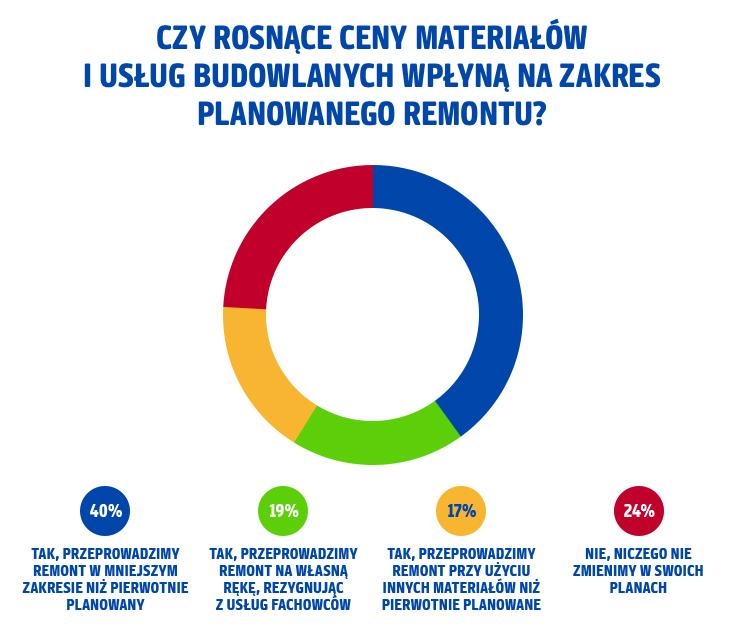 CZY ROSNĄCE CENY MATERIAŁÓW
I USŁUG BUDOWLANYCH WPŁYNĄ NA ZAKRES
PLANOWANEGO REMONTU?
40%
TAK, PRZEPROWADZIMY
REMONT W MNIEJSZYM
ZAKRESIE NIŻ PIERWOTNIE
PLANOWANY
19%
TAK, PRZEPROWADZIMY
REMONT NA WŁASNĄ
RĘKĘ, REZYGNUJĄC
Z USŁUG FACHOWCÓW
17%
TAK, PRZEPROWADZIMY
REMONT PRZY UŻYCIU
INNYCH MATERIAŁÓW NIŻ
PIERWOTNIE PLANOWANE
24%
NIE, NICZEGO NIE
ZMIENIMY W SWOICH
PLANACH